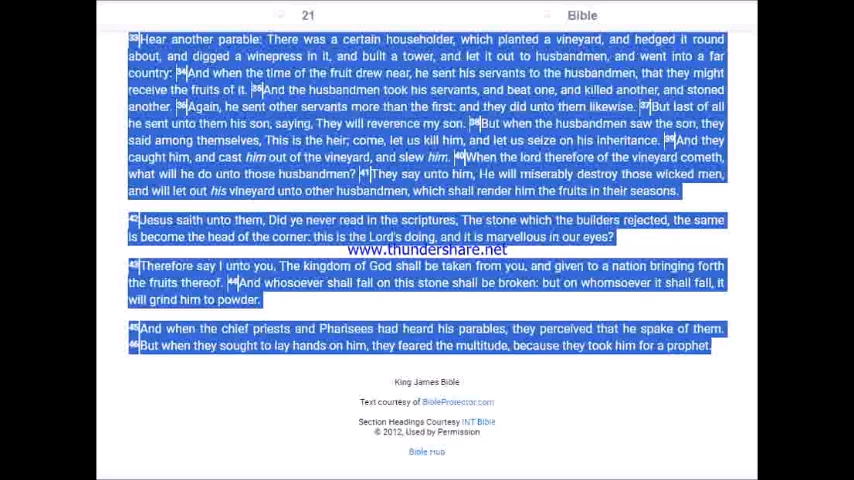 21 Bible
33Hear another parable: There was a certain householder, which planted a vineyard, and hedged it round
about, and digged a winepress in it, and built a tower, and let it out to husbandmen, and went into a far
country: 34And when the time of the fruit drew near, he sent his servants to the husbandmen, that they might
receive the fruits of it. 35And the husbandmen took his servants, and beat one, and killed another, and stoned
another. 36Again, he sent other servants more than the first: and they did unto them likewise. 37But last of all
he sent unto them his son, saying, They will reverence my son. 38But when the husbandmen saw the son, they
said among themselves, This is the heir; come, let us kill him, and let us seize on his inheritance. 39And they
caught him, and cast him out of the vineyard, and slew him. 40When the lord therefore of the vineyard cometh,
what will he do unto those husbandmen? 41They say unto him, He will miserably destroy those wicked men,
and will let out his vineyard unto other husbandmen, which shall render him the fruits in their seasons.
42Jesus saith unto them, Did ye never read in the scriptures, The stone which the builders rejected, the same
is become the head of the corner: this is the Lord's doing, and it is marvellous in our eyes?
www.thundershare.net
43Therefore say I unto you, The kingdom of God shall be taken from you, and given to a nation bringing forth
the fruits thereof. 44And whosoever shall fall on this stone shall be broken: but on whomsoever it shall fall, it
will grind him to powder.
45And when the chief priests and Pharisees had heard his parables, they perceived that he spake of them.
46But when they sought to lay hands on him, they feared the multitude, because they took him for a prophet.
King James Bible
Text courtesy of BibleProtector.com
Section Headings Courtesy INT Bible
© 2012, Used by Permission
Bible Hub